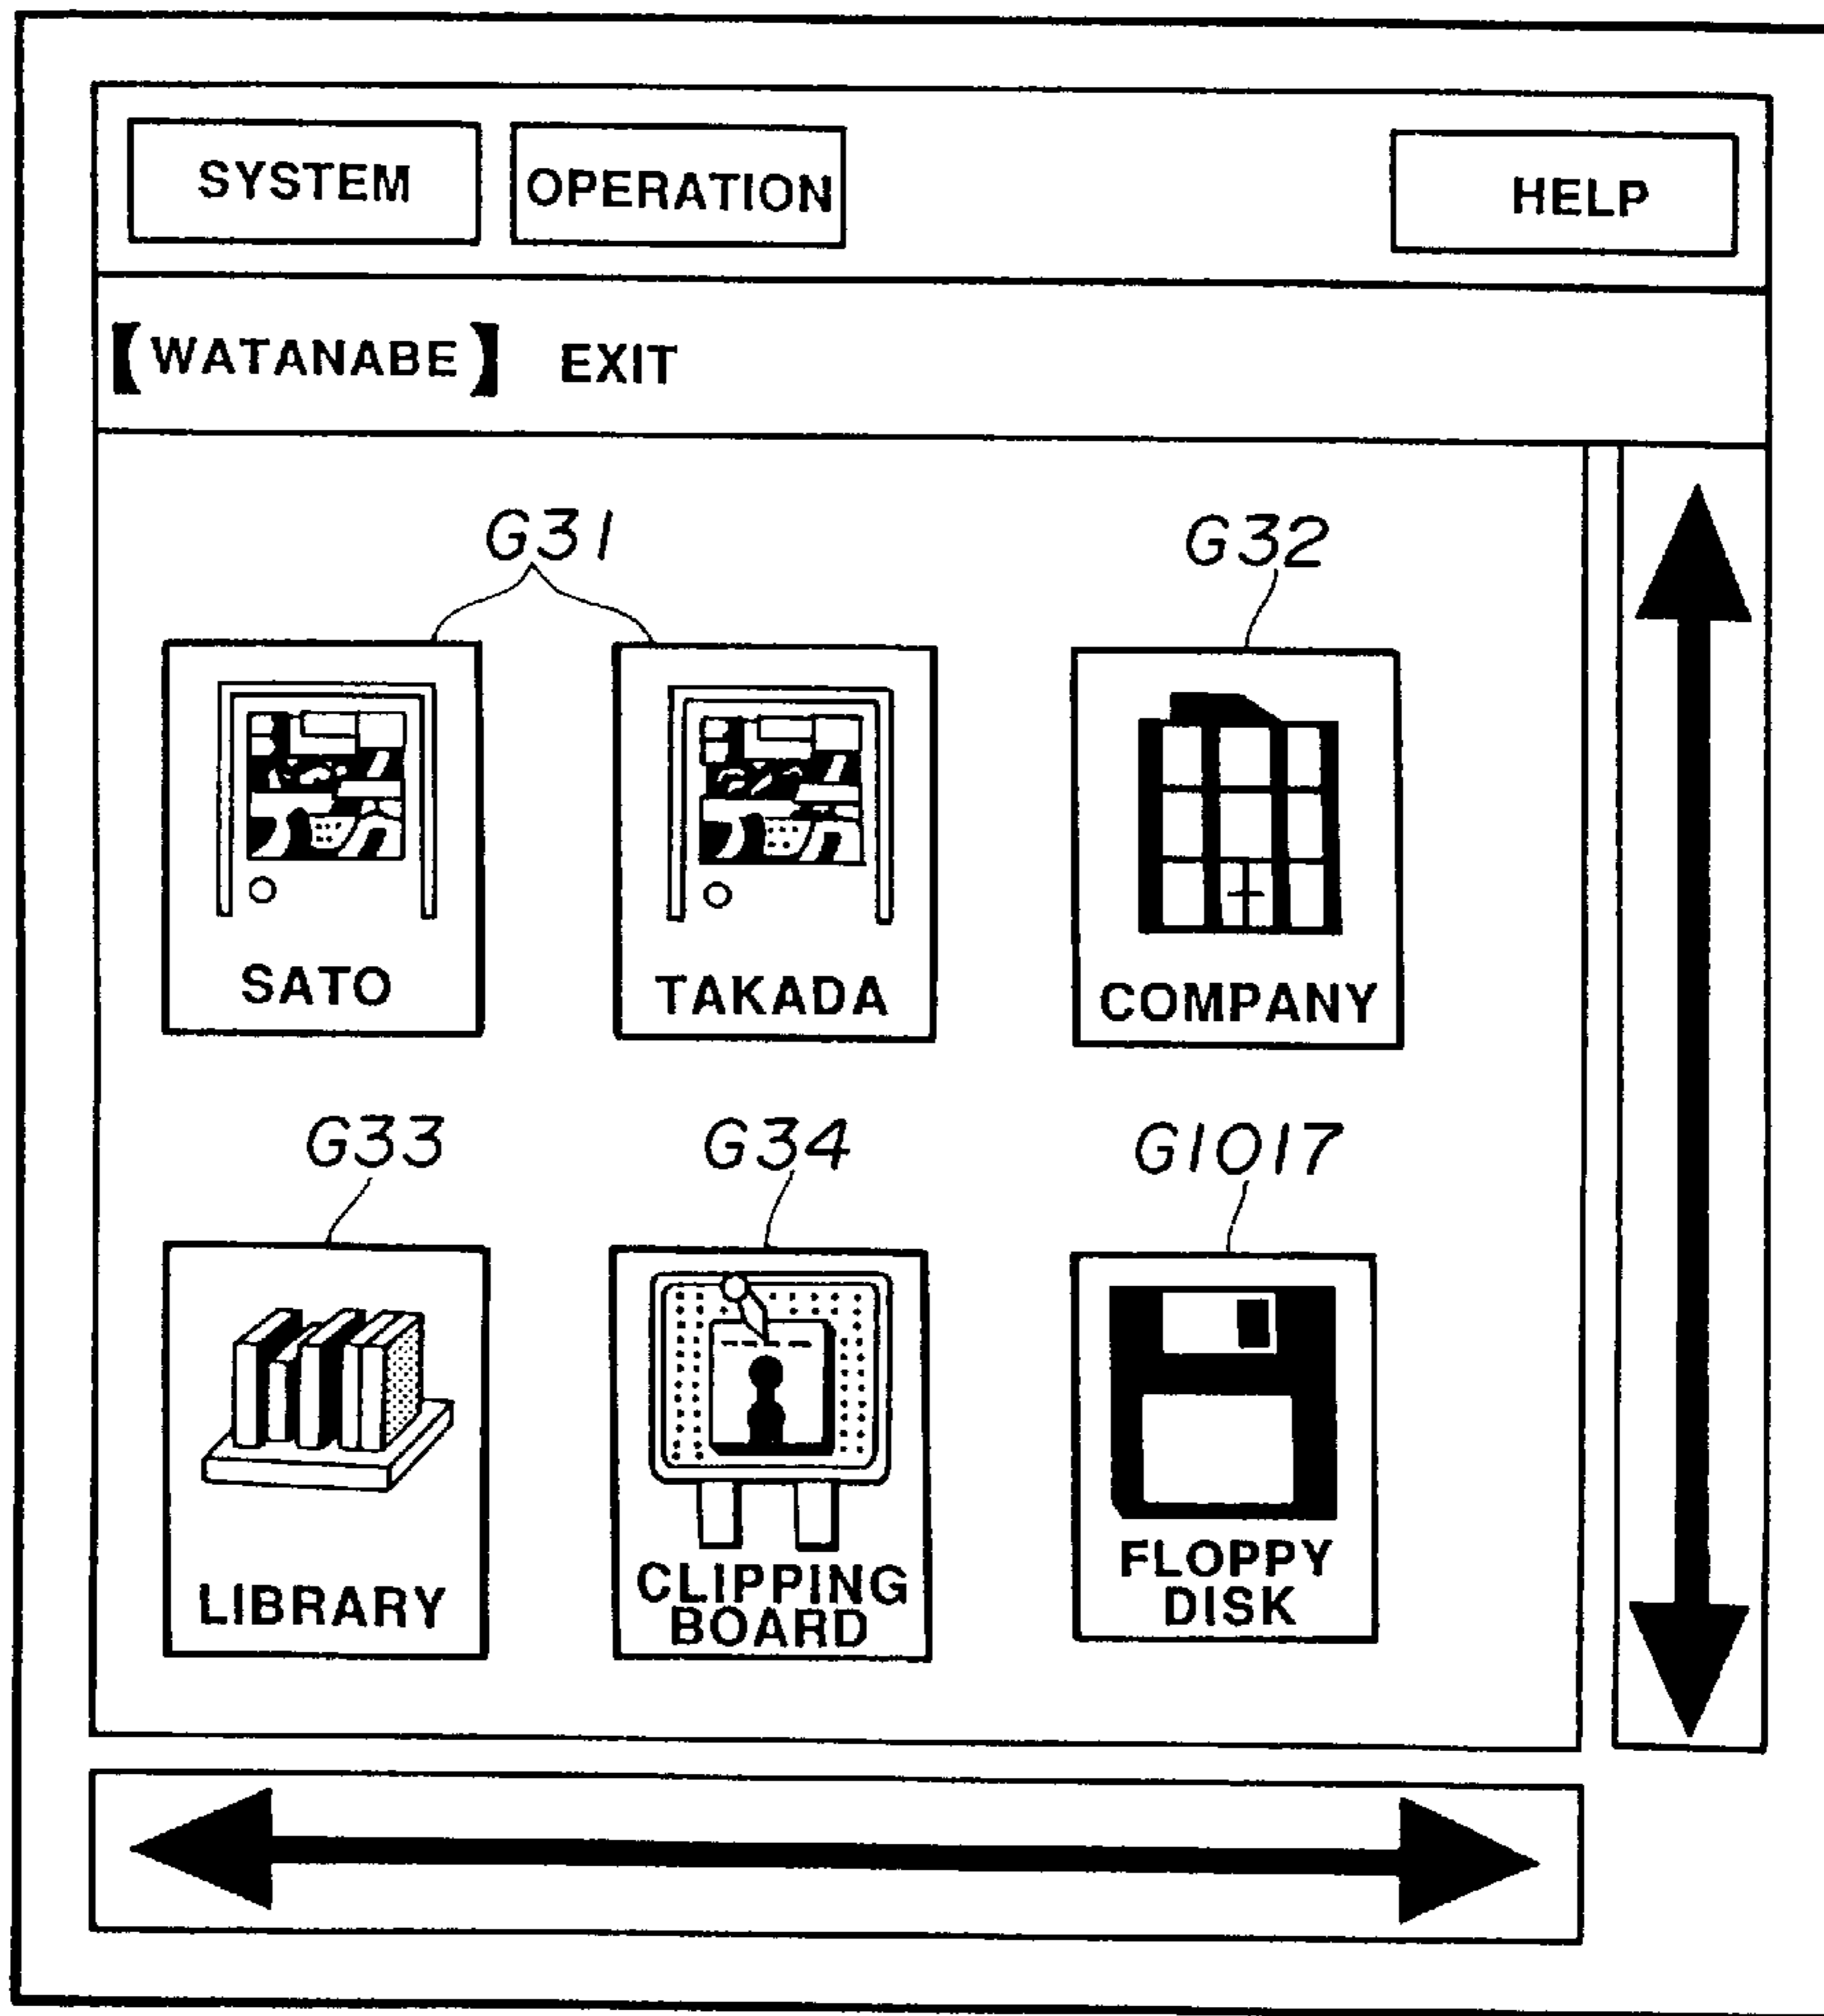 SYSTEM OPERATION HELP
【WATANABE】 EXIT
G31 G32
SATO TAKADA COMPANY
G33 G34 G1017
LIBRARY
CLIPPING
BOARD
FLOPPY
DISK